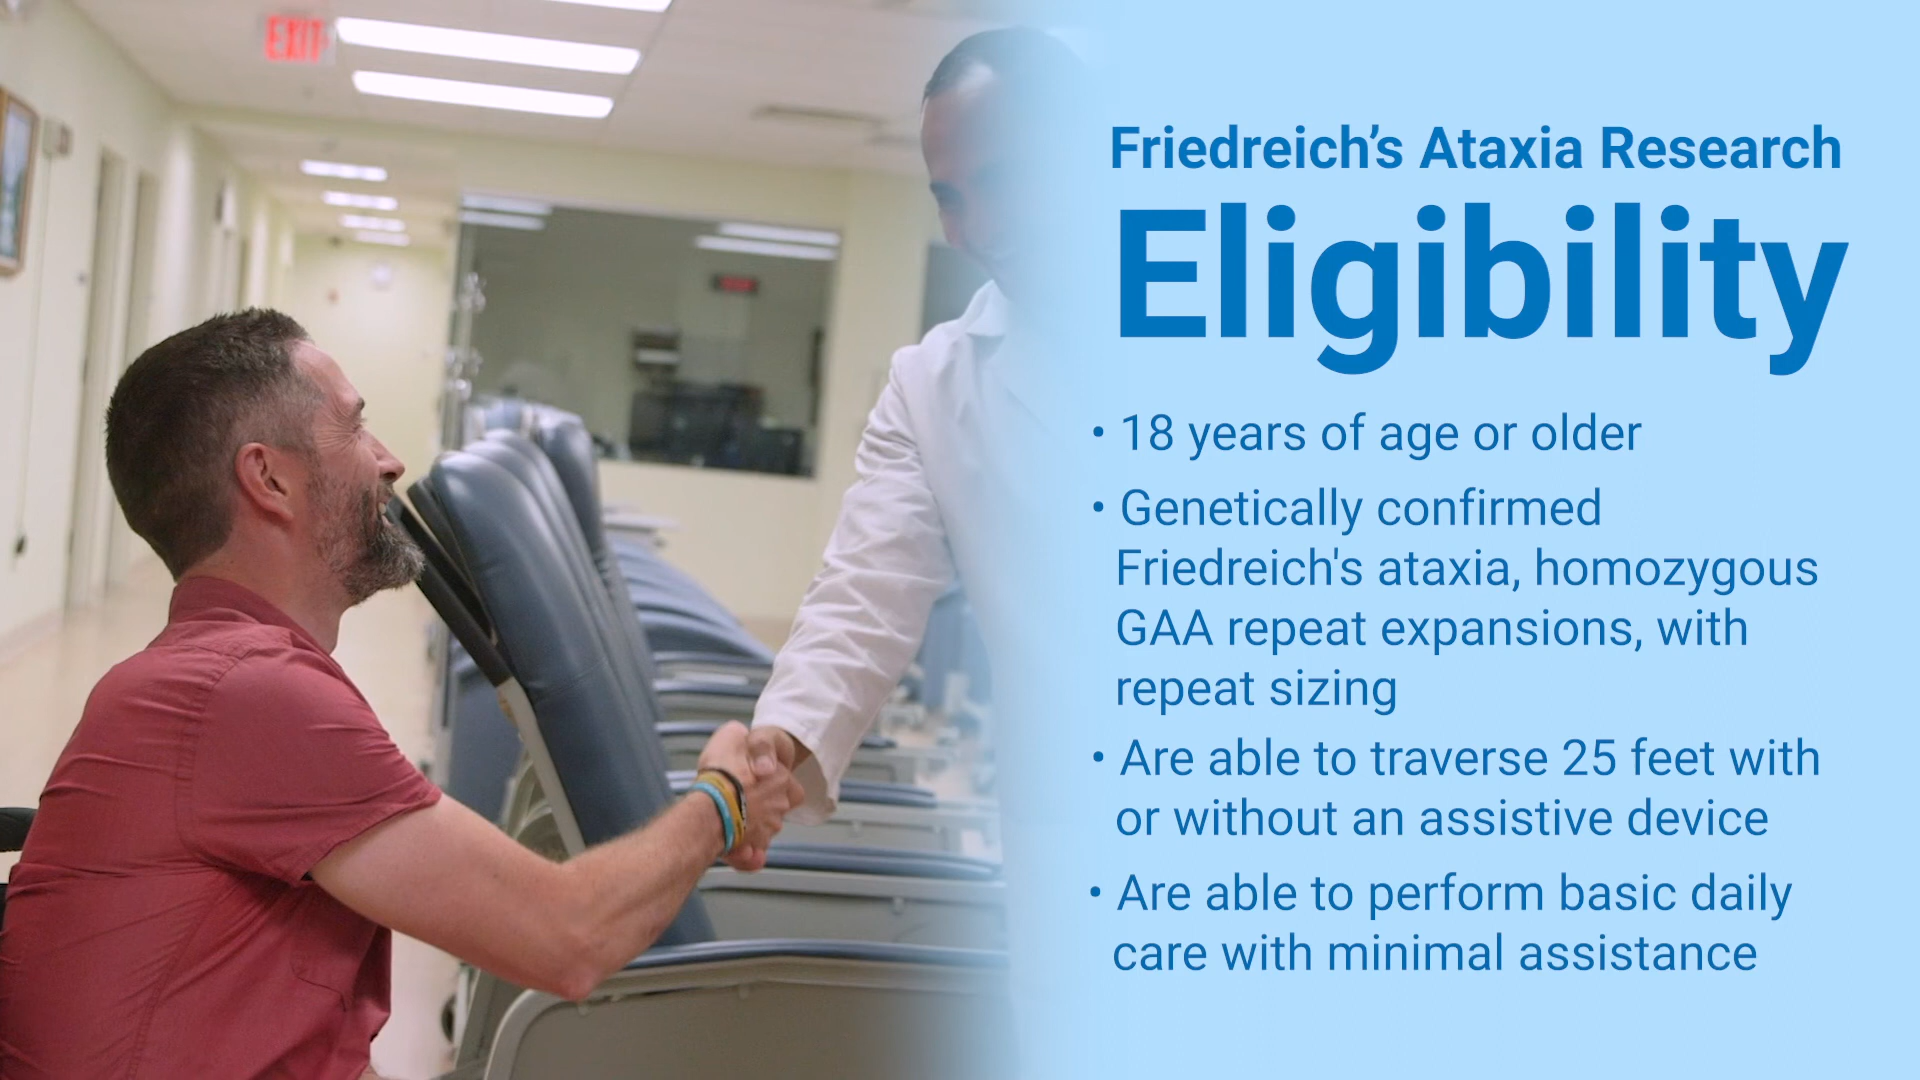 EXIT
Friedreich’s Ataxia Research
Eligibility
• 18 years of age or older
• Genetically confirmed
Friedreich's ataxia, homozygous
GAA repeat expansions, with
repeat sizing
• Are able to traverse 25 feet with
or without an assistive device
• Are able to perform basic daily
care with minimal assistance